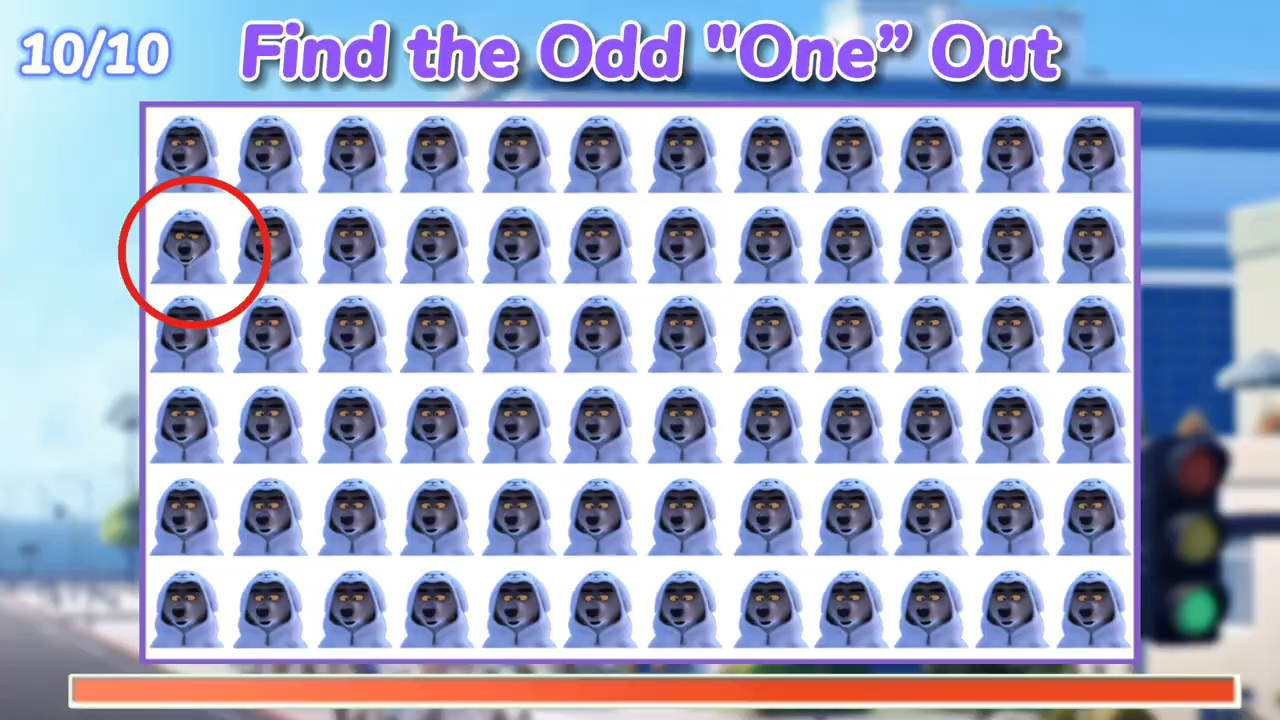 10/10
Find the Odd "One” Out